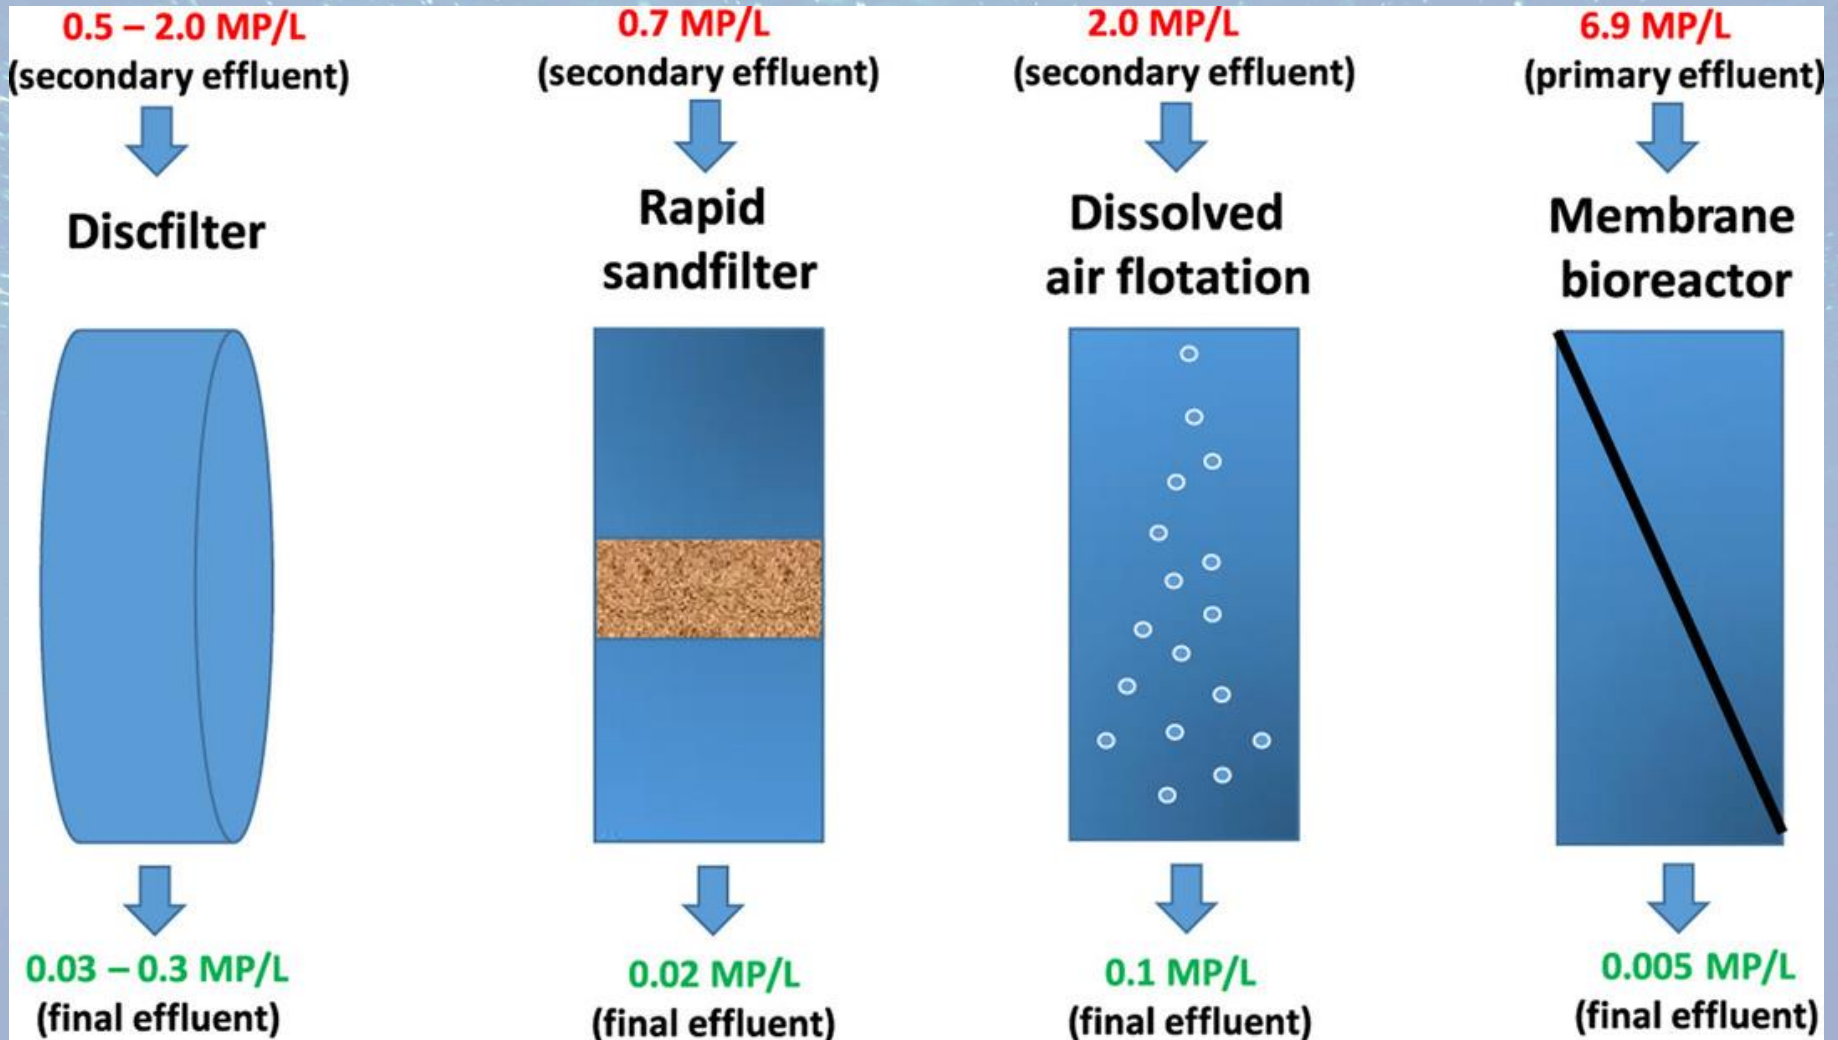 0.5 – 2.0 MP/L
(secondary effluent)
Discfilter
0.03 – 0.3 MP/L
(final effluent)
0.7 MP/L
(secondary effluent)
Rapid
sandfilter
0.02 MP/L
(final effluent)
2.0 MP/L
(secondary effluent)
Dissolved
air flotation
0.1 MP/L
(final effluent)
6.9 MP/L
(primary effluent)
Membrane
bioreactor
0.005 MP/L
(final effluent)